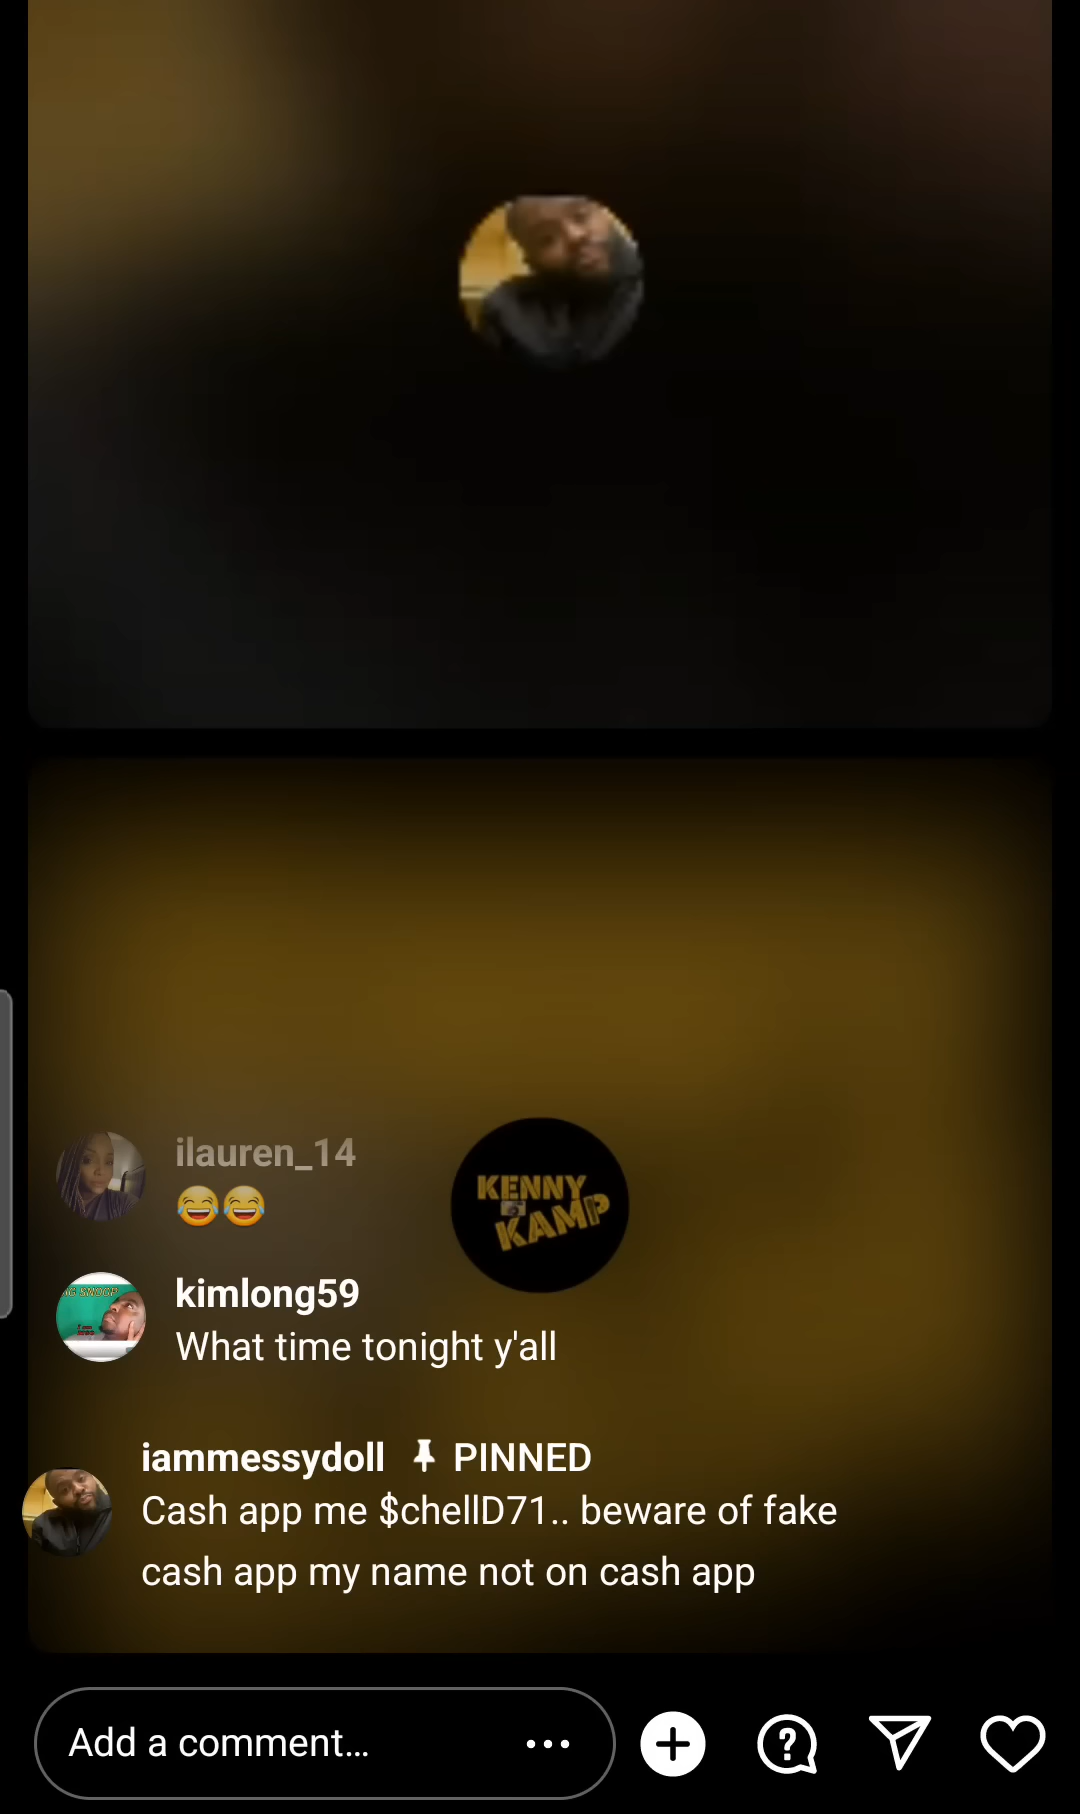 ilauren_14
😂😂
KENNY
KAMP
kimlong59
What time tonight y'all
iammessydoll 📌 PINNED
Cash app me $chellD71.. beware of fake
cash app my name not on cash app
Add a comment...